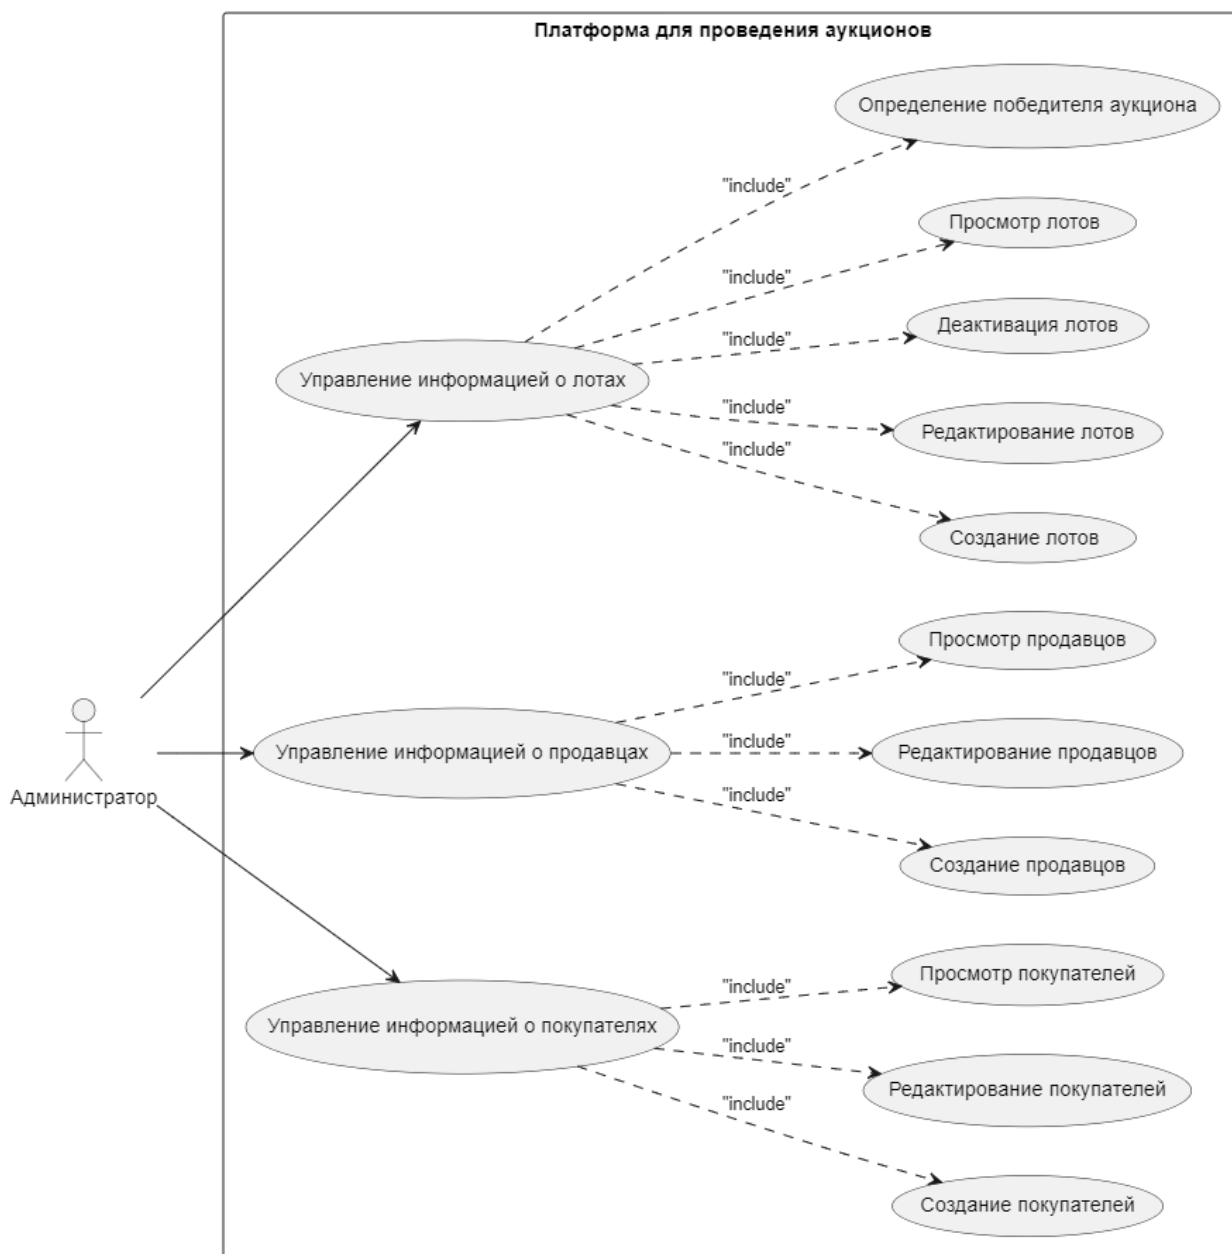 Платформа для проведения аукционов
Определение победителя аукциона
"include"
Просмотр лотов
"include"
Деактивация лотов
"include"
Управление информацией о лотах
"include"
Редактирование лотов
"include"
Создание лотов
Просмотр продавцов
"include"
Управление информацией о продавцах
"include"
Редактирование продавцов
Администратор
"include"
Создание продавцов
Просмотр покупателей
"include"
Управление информацией о покупателях
"include"
Редактирование покупателей
"include"
Создание покупателей